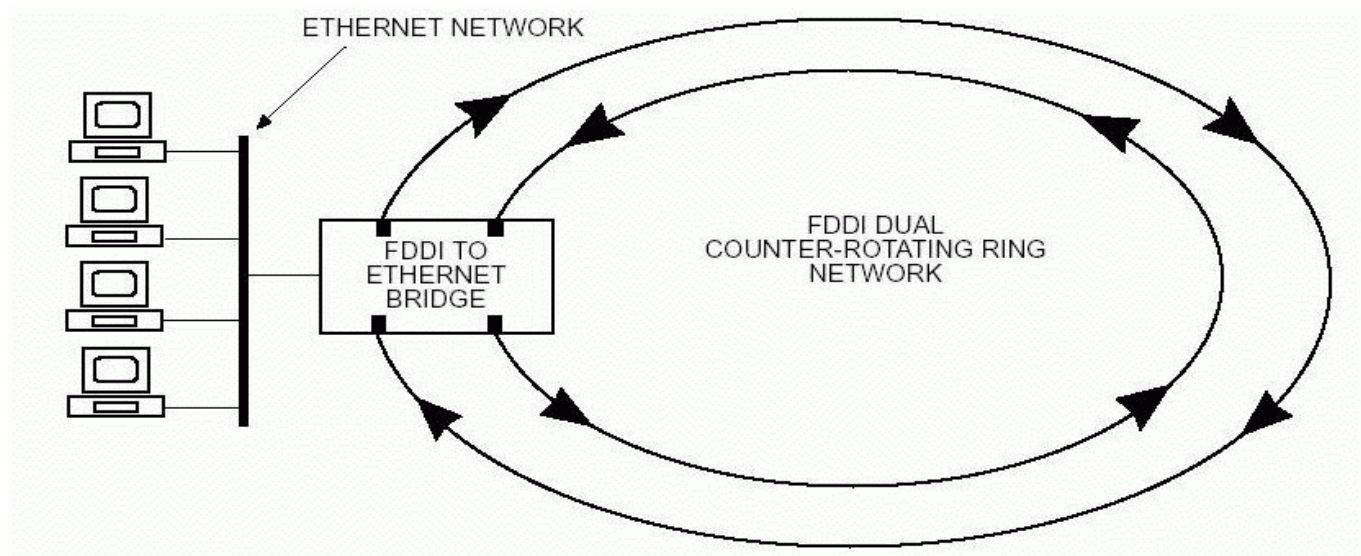 ETHERNET NETWORK
FDDI TO
ETHERNET
BRIDGE
FDDI DUAL
COUNTER-ROTATING RING
NETWORK